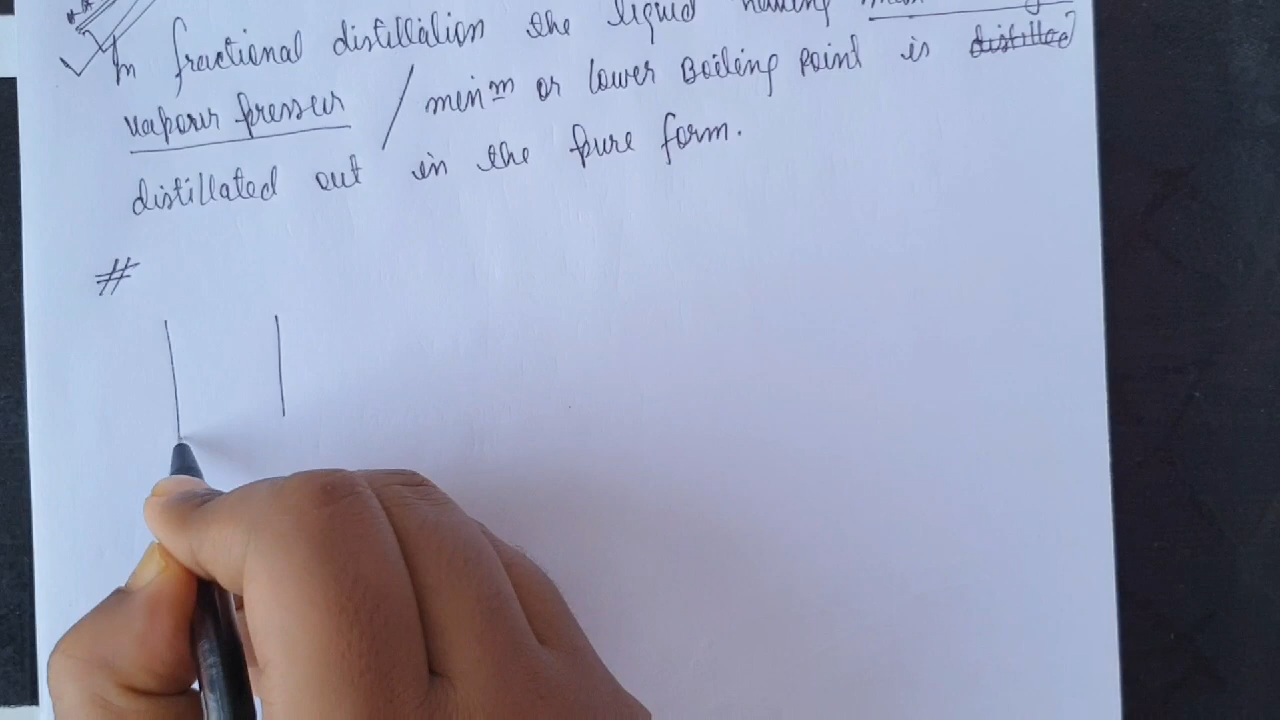 In fractional distillation the liquid having
vapour pressur / minᵐ or lower Boiling point is distilled
distillated out in the pure form.
#